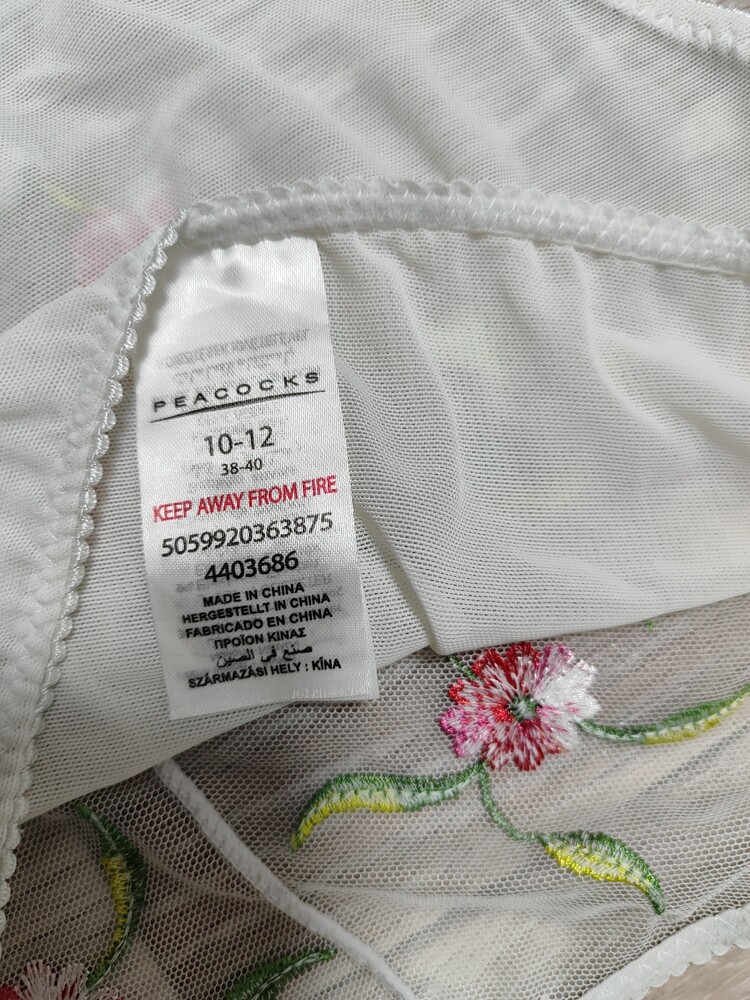 PEACOCKS
10-12
38-40
KEEP AWAY FROM FIRE
5059920363875
4403686
MADE IN CHINA
HERGESTELLT IN CHINA
FABRICADO EN CHINA
ΠΡΟΪΟΝ ΚΙΝΑΣ
صنع في الصين
SZÁRMAZÁSI HELY : KÍNA